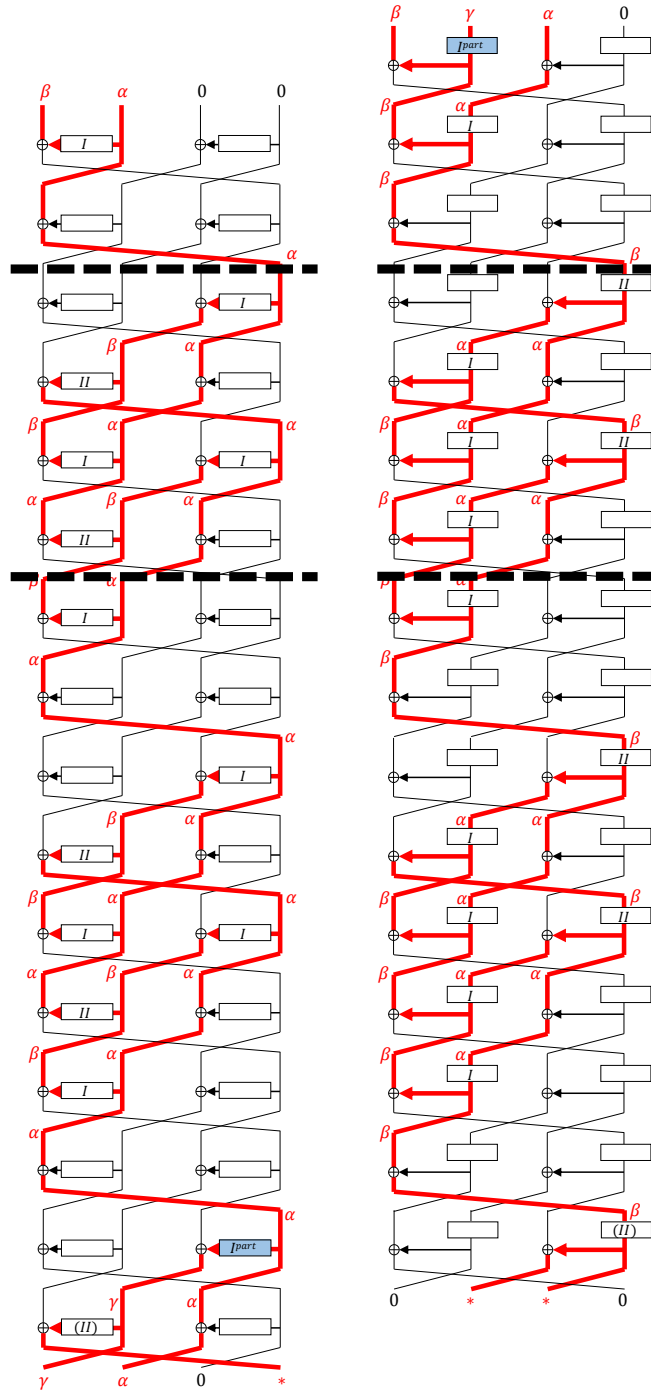 β α 0 0
I
α
I
β α
II
β α α
I I
α β α
II
β α
I
α
α
I
β α
II
β α α
I I
α β α
II
β α
I
α
α
I^part
γ α
(II)
γ α 0 *
β γ α 0
I^part
β α
I
β
β
II
α α
I
β β
I II
β α α
I
β α
I
β
β
II
α α
I
β β
I II
β α α
I
β α
I
β
β
(II)
0 * * 0